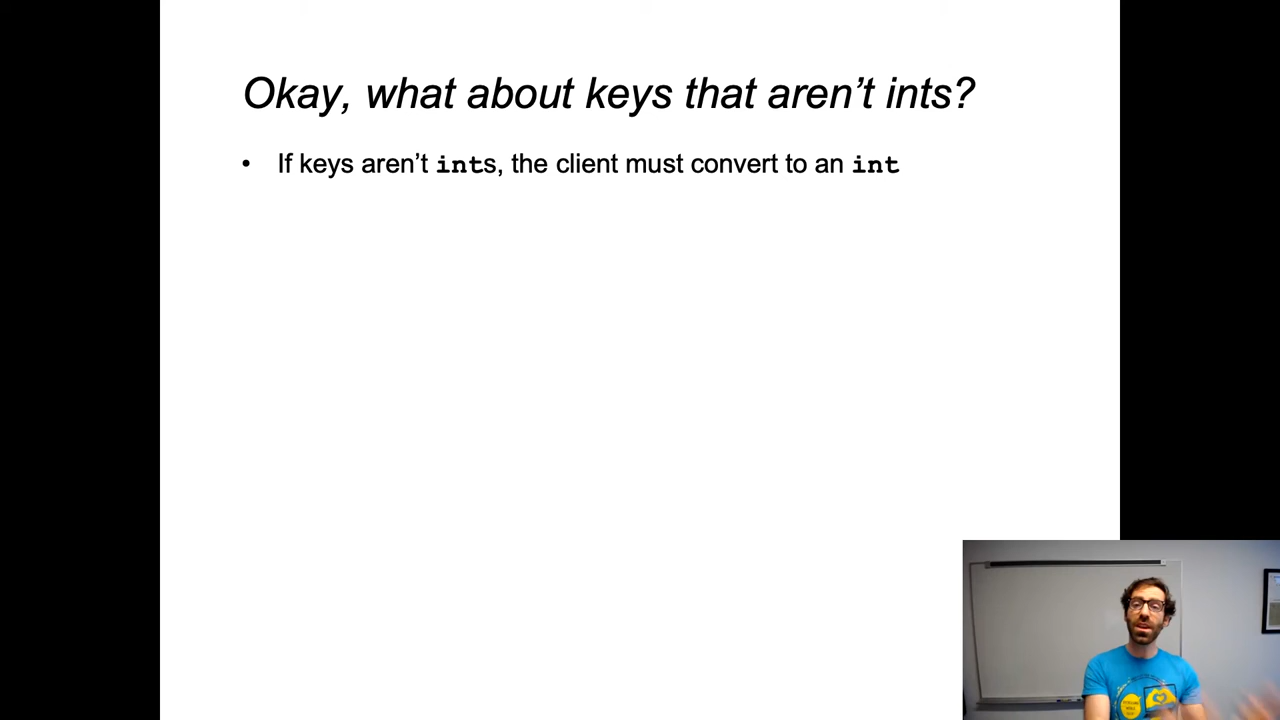 Okay, what about keys that aren’t ints?
• If keys aren’t ints, the client must convert to an int